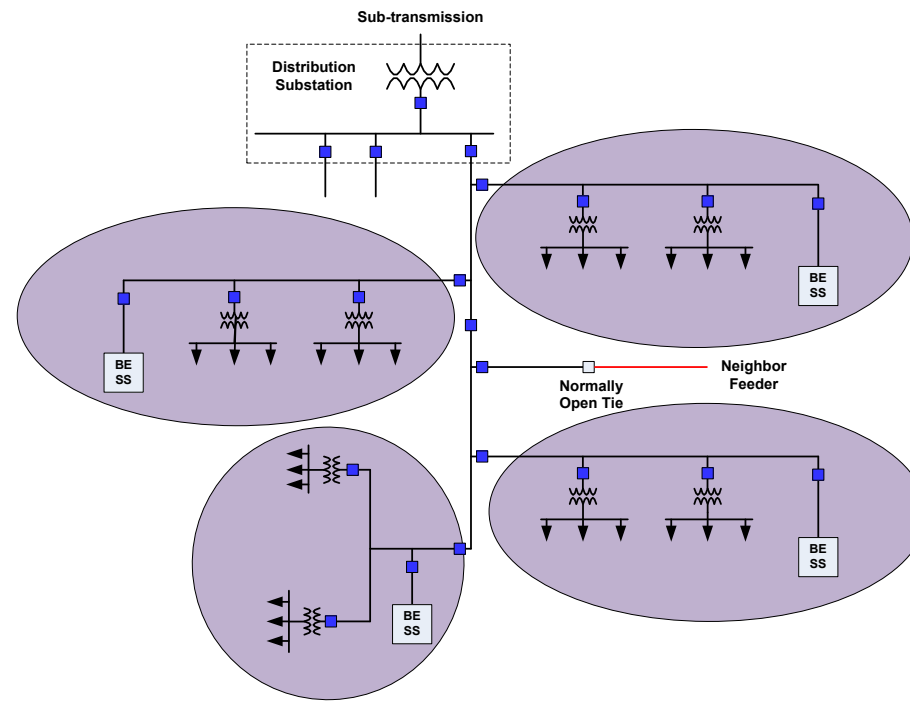 Sub-transmission
Distribution
Substation
BE
SS
BE
SS
Neighbor
Feeder
Normally
Open Tie
BE
SS
BE
SS